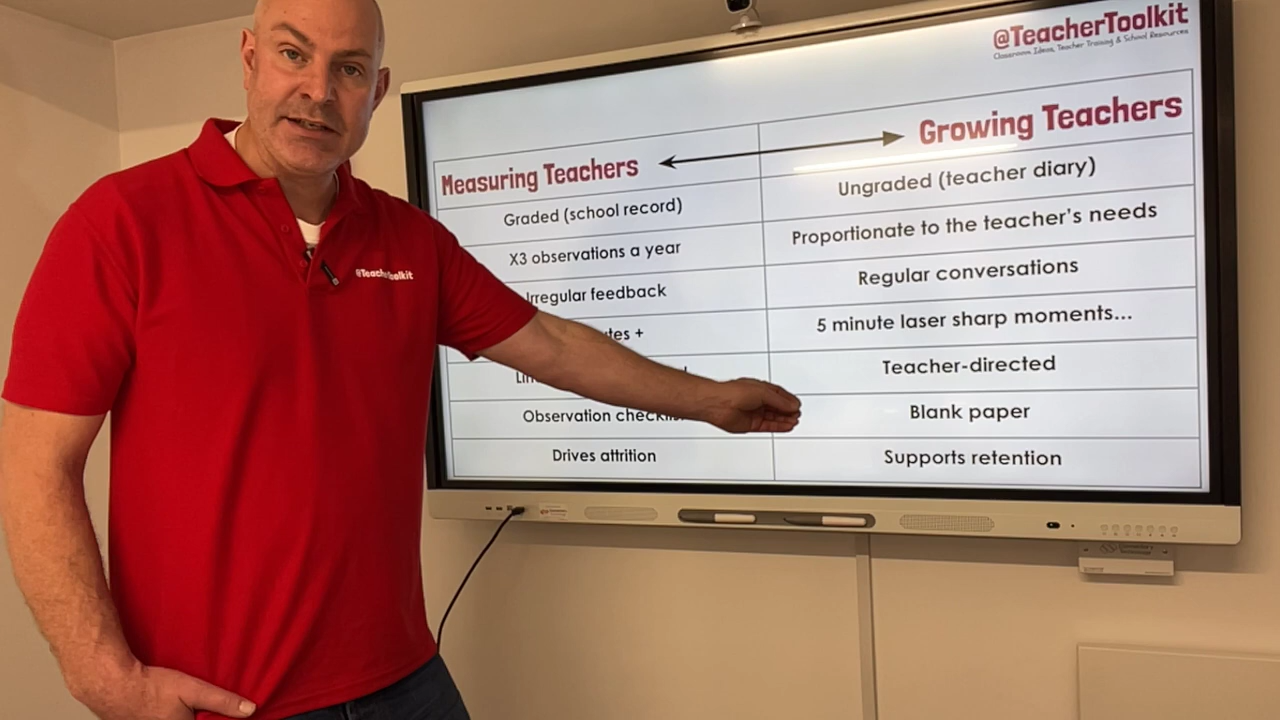 @TeacherToolkit
Classroom Ideas, Teacher Training & School Resources
Measuring Teachers
Growing Teachers
Graded (school record)
Ungraded (teacher diary)
X3 observations a year
Proportionate to the teacher's needs
Irregular feedback
Regular conversations
+
5 minute laser sharp moments...
Teacher-directed
Observation
Blank paper
Drives attrition
Supports retention
@TeacherToolkit